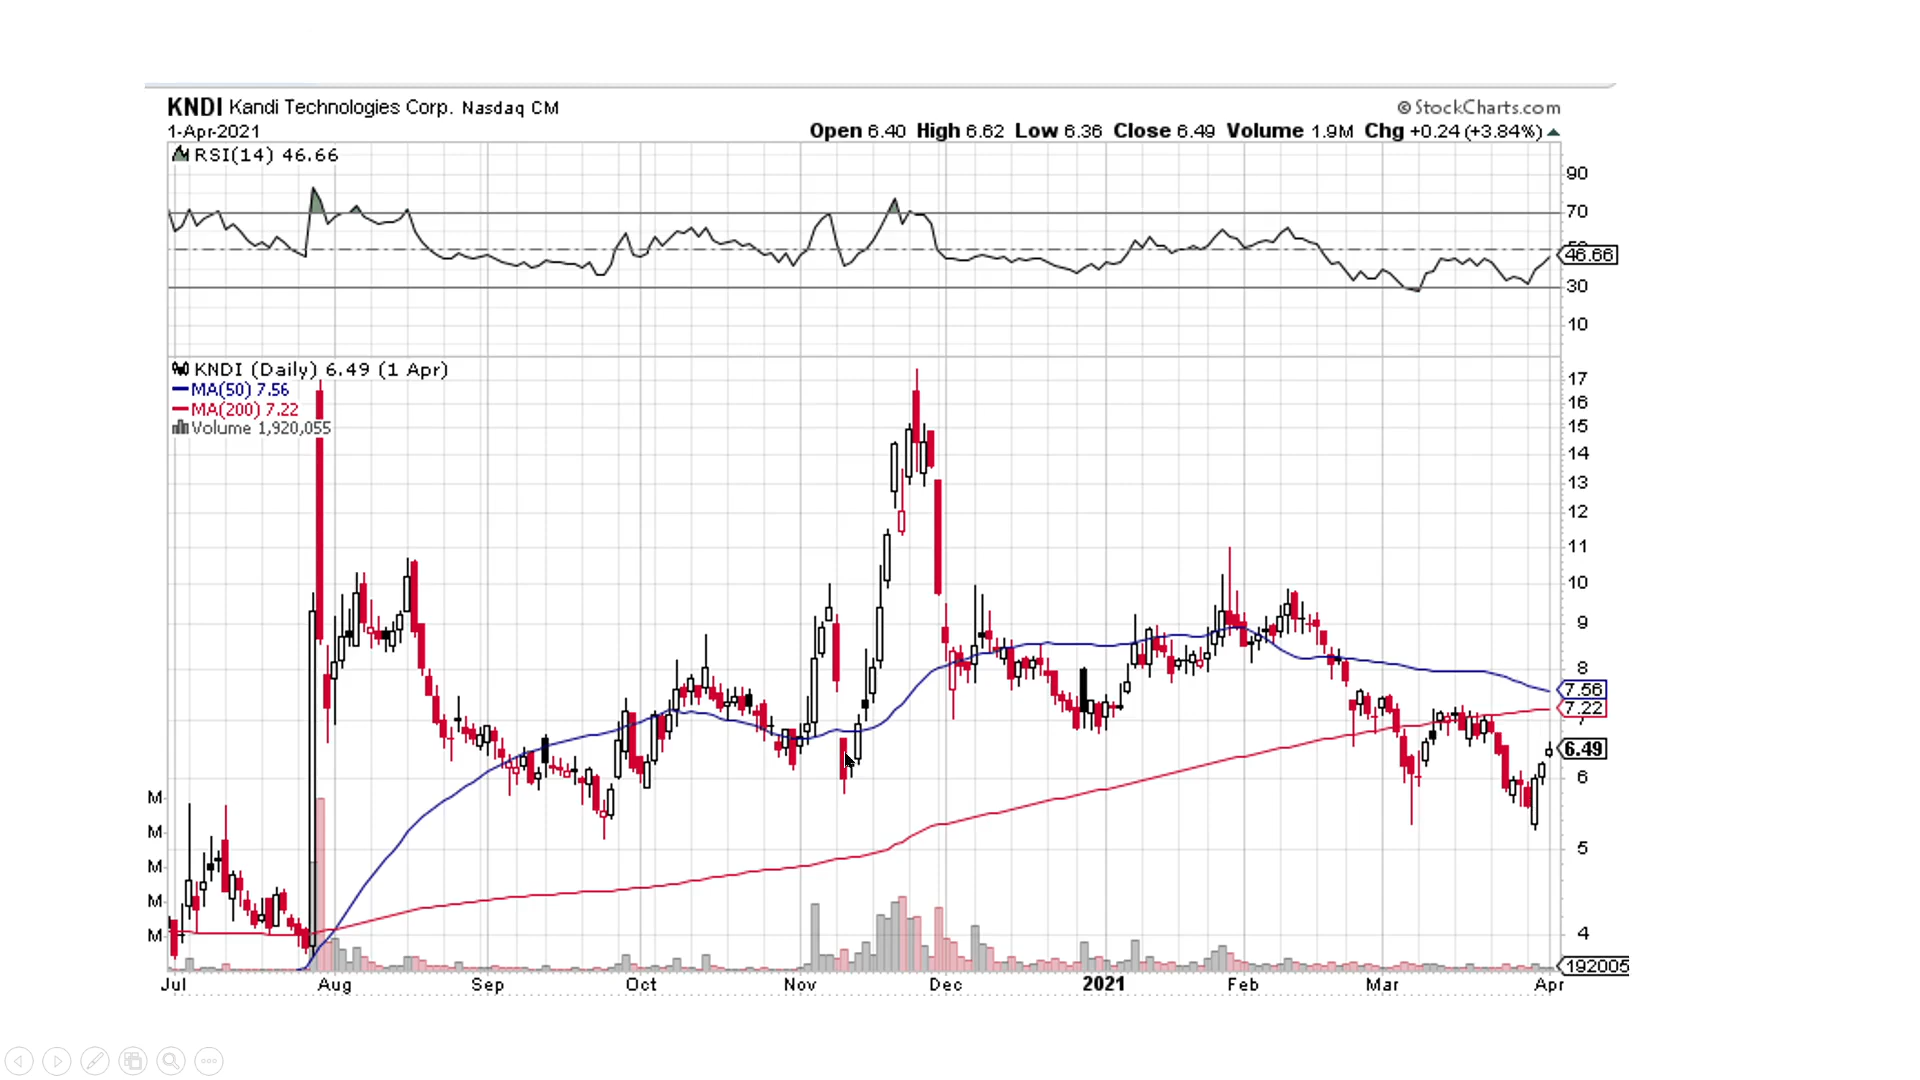 KNDI Kandi Technologies Corp. Nasdaq CM
© StockCharts.com
1-Apr-2021
Open 6.40 High 6.62 Low 6.36 Close 6.49 Volume 1.9M Chg +0.24 (+3.84%)
RSI(14) 46.66
90
70
46.66
30
10
KNDI (Daily) 6.49 (1 Apr)
MA(50) 7.56
MA(200) 7.22
Volume 1,920,055
17
16
15
14
13
12
11
10
9
8
7.56
7.22
6.49
6
5
4
M
M
M
M
M
192005
Jul Aug Sep Oct Nov Dec 2021 Feb Mar Apr